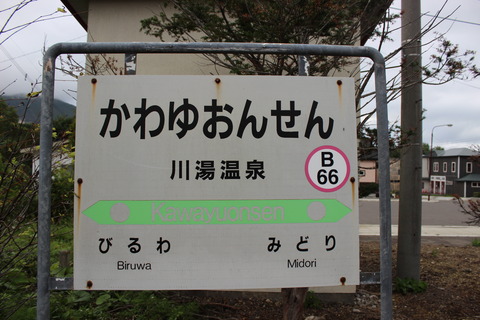 かわゆおんせん
川湯温泉
B
66
Kawayuonsen
びるわ みどり
Biruwa Midori